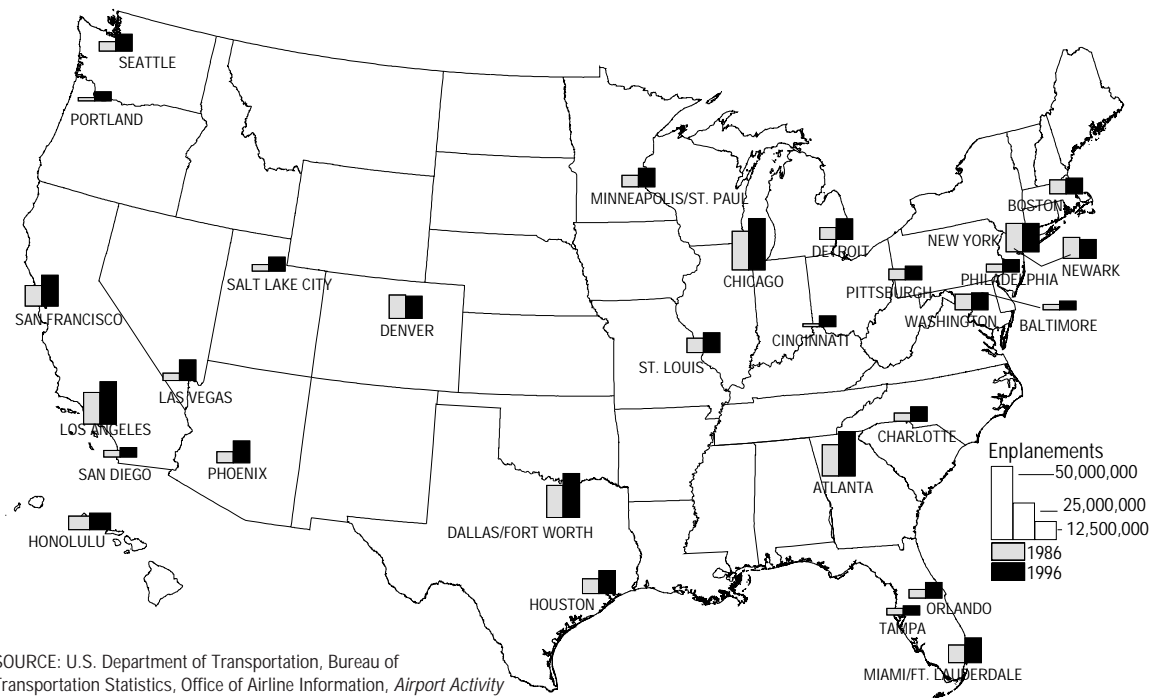 SEATTLE
PORTLAND
MINNEAPOLIS/ST. PAUL
BOSTON
NEW YORK
DETROIT
NEWARK
CHICAGO
PHILADELPHIA
SALT LAKE CITY
PITTSBURGH
SAN FRANCISCO
DENVER
WASHINGTON
BALTIMORE
CINCINNATI
ST. LOUIS
LAS VEGAS
LOS ANGELES
CHARLOTTE
SAN DIEGO
PHOENIX
ATLANTA
Enplanements
50,000,000
25,000,000
12,500,000
1986
1996
DALLAS/FORT WORTH
HONOLULU
HOUSTON
ORLANDO
TAMPA
MIAMI/FT. LAUDERDALE
SOURCE: U.S. Department of Transportation, Bureau of
Transportation Statistics, Office of Airline Information, Airport Activity